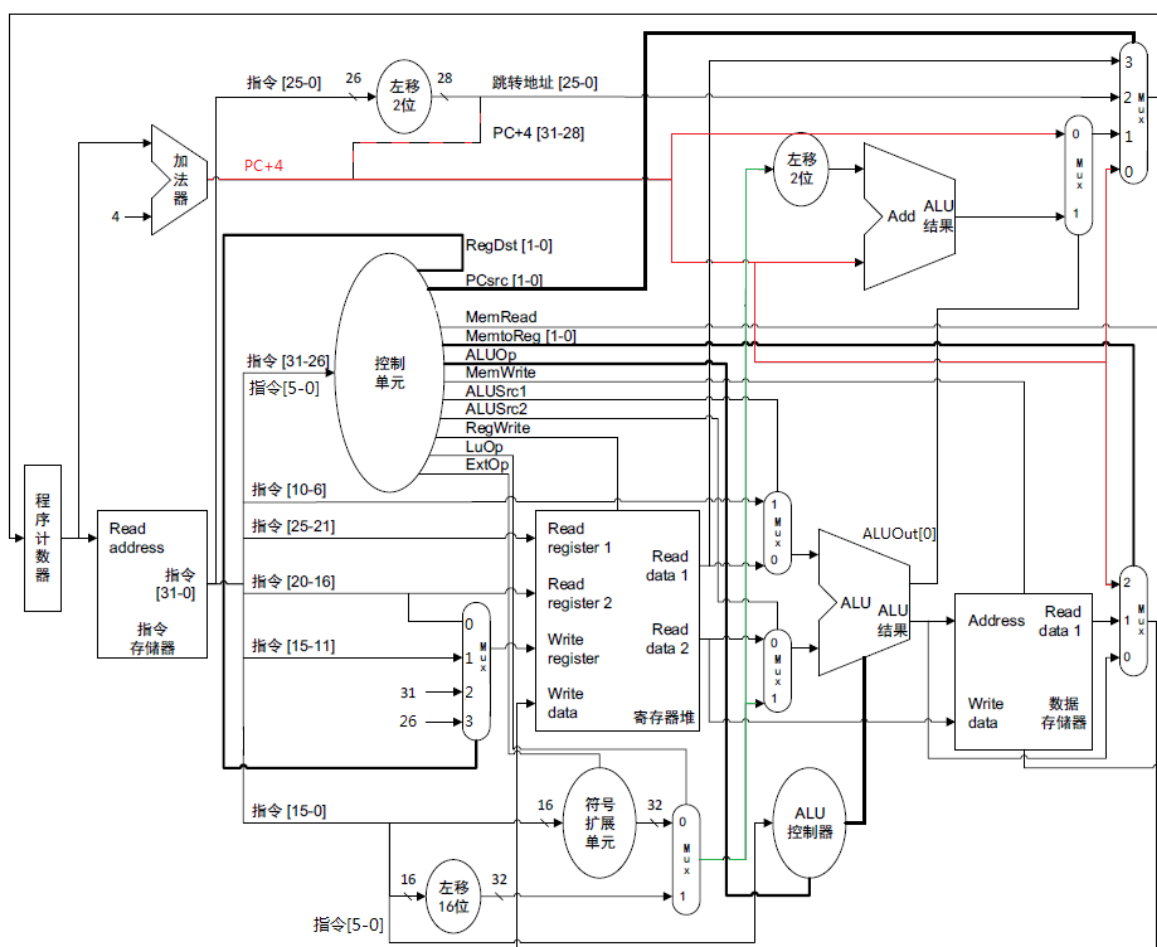 指令 [25-0]
26
左移
2位
28
跳转地址 [25-0]
PC+4 [31-28]
3
2
1
0
Mux
加法器
4
PC+4
左移
2位
Add
ALU
结果
0
Mux
1
RegDst [1-0]
PCsrc [1-0]
MemRead
MemtoReg [1-0]
ALUOp
MemWrite
ALUSrc1
ALUSrc2
RegWrite
LuOp
ExtOp
控制
单元
指令 [31-26]
指令[5-0]
程序计数器
Read
address
指令
[31-0]
指令
存储器
指令 [10-6]
指令 [25-21]
指令 [20-16]
指令 [15-11]
31
26
0
1
2
3
Mux
Read
register 1
Read
register 2
Write
register
Write
data
Read
data 1
Read
data 2
寄存器堆
1
Mux
0
0
Mux
1
ALU
ALU
结果
ALUOut[0]
Address
Read
data 1
Write
data
数据
存储器
2
1
0
Mux
指令 [15-0]
16
符号
扩展
单元
32
0
Mux
1
16
左移
16位
32
ALU
控制器
指令[5-0]